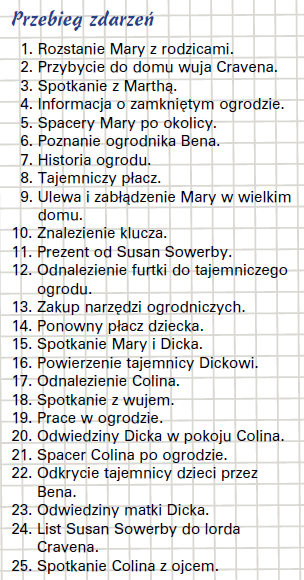 Przebieg zdarzeń
1. Rozstanie Mary z rodzicami.
2. Przybycie do domu wuja Cravena.
3. Spotkanie z Marthą.
4. Informacja o zamkniętym ogrodzie.
5. Spacery Mary po okolicy.
6. Poznanie ogrodnika Bena.
7. Historia ogrodu.
8. Tajemniczy płacz.
9. Ulewa i zabłądzenie Mary w wielkim
domu.
10. Znalezienie klucza.
11. Prezent od Susan Sowerby.
12. Odnalezienie furtki do tajemniczego
ogrodu.
13. Zakup narzędzi ogrodniczych.
14. Ponowny płacz dziecka.
15. Spotkanie Mary i Dicka.
16. Powierzenie tajemnicy Dickowi.
17. Odnalezienie Colina.
18. Spotkanie z wujem.
19. Prace w ogrodzie.
20. Odwiedziny Dicka w pokoju Colina.
21. Spacer Colina po ogrodzie.
22. Odkrycie tajemnicy dzieci przez
Bena.
23. Odwiedziny matki Dicka.
24. List Susan Sowerby do lorda
Cravena.
25. Spotkanie Colina z ojcem.